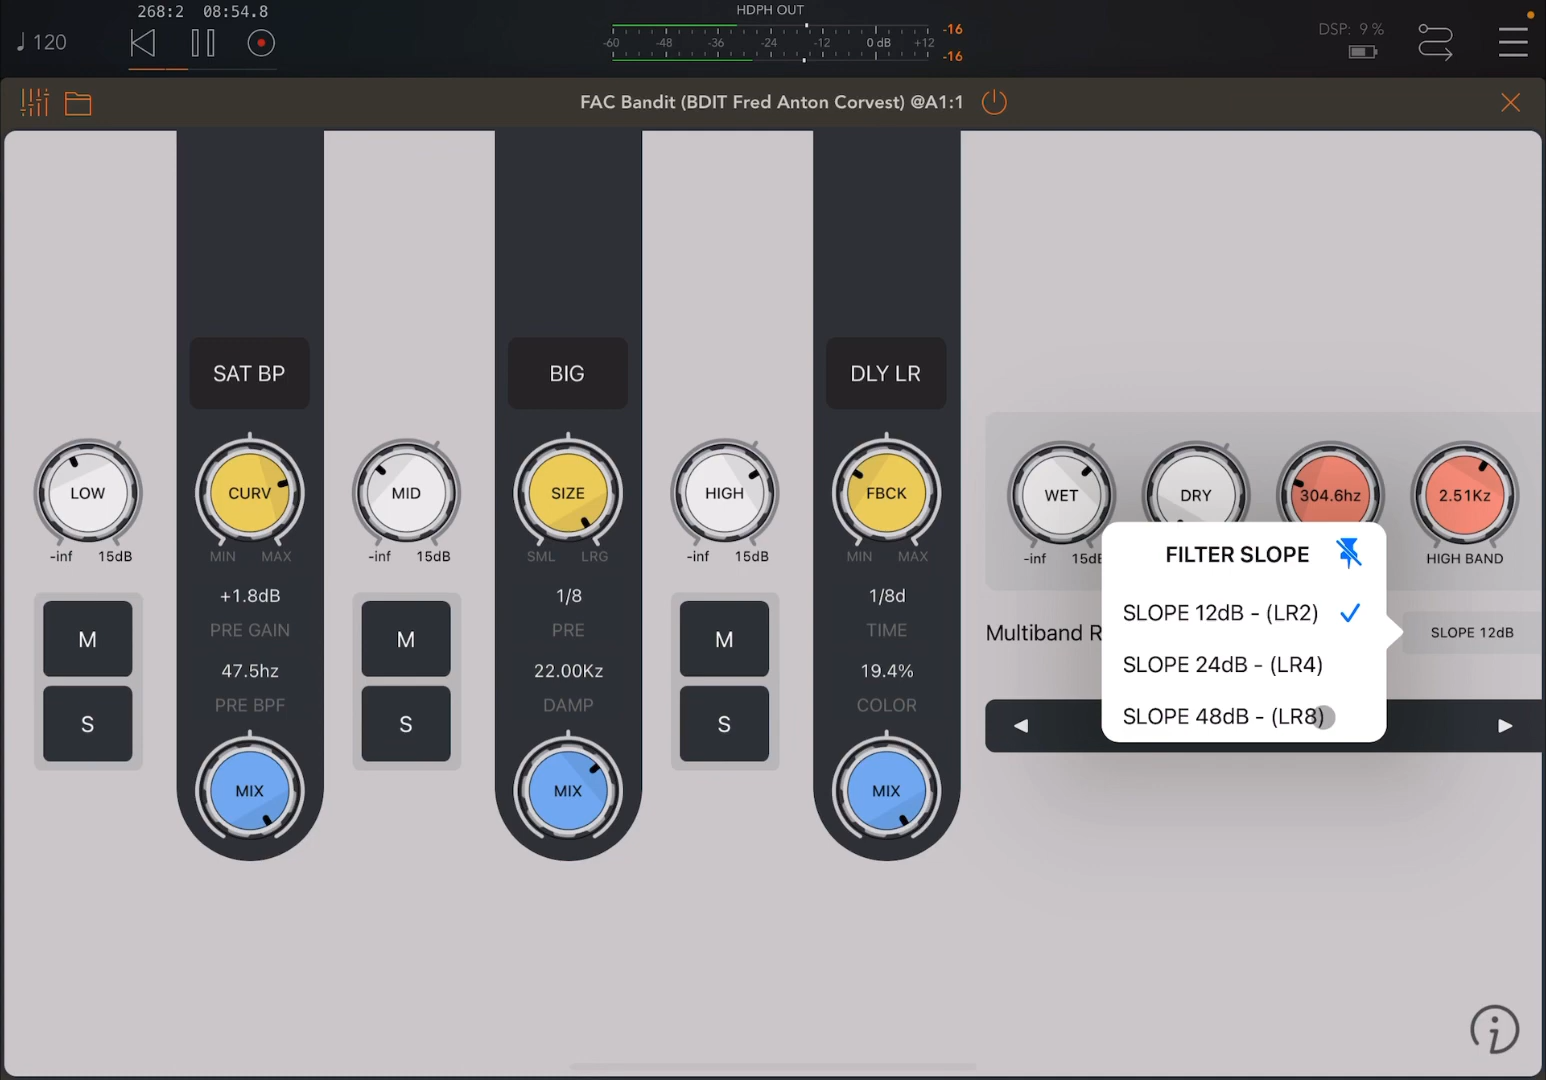 268:2 08:54.8
♩ 120
HDPH OUT
-60 -48 -36 -24 -12 0 dB +12
-16
-16
DSP: 9 %
FAC Bandit (BDIT Fred Anton Corvest) @A1:1
SAT BP
BIG
DLY LR
LOW
-inf 15dB
CURV
MIN MAX
MID
-inf 15dB
SIZE
SML LRG
HIGH
-inf 15dB
FBCK
MIN MAX
WET
-inf 15dB
DRY
304.6hz
2.51Kz
HIGH BAND
FILTER SLOPE
SLOPE 12dB - (LR2)
SLOPE 24dB - (LR4)
SLOPE 48dB - (LR8)
Multiband R
SLOPE 12dB
+1.8dB
PRE GAIN
47.5hz
PRE BPF
1/8
PRE
22.00Kz
DAMP
1/8d
TIME
19.4%
COLOR
M
S
M
S
M
S
MIX
MIX
MIX
i